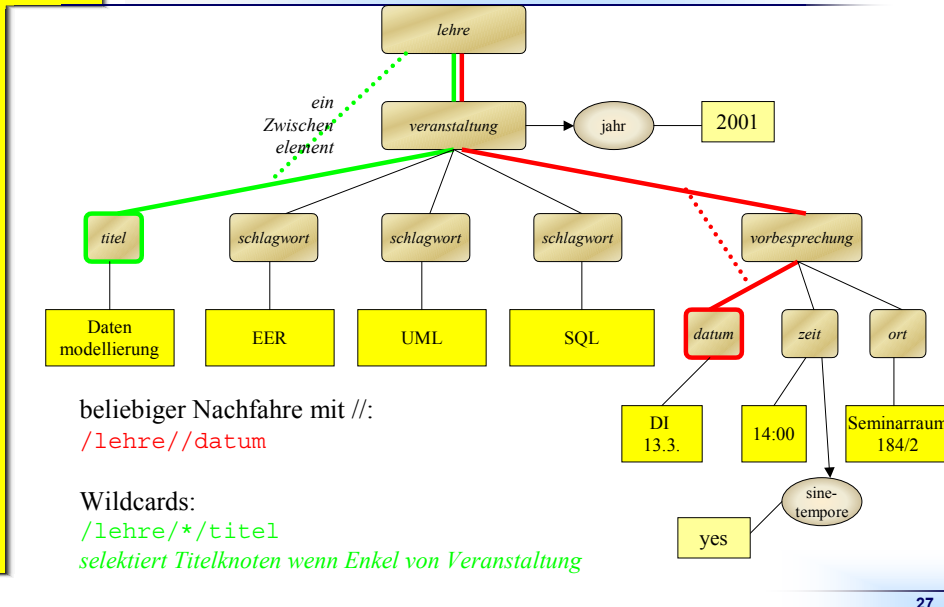 lehre
ein
Zwischen
element
veranstaltung
jahr
2001
titel
schlagwort
schlagwort
schlagwort
vorbesprechung
Daten
modellierung
EER
UML
SQL
datum
zeit
ort
beliebiger Nachfahre mit //:
/lehre//datum
DI
13.3.
14:00
Seminarraum
184/2
Wildcards:
/lehre/*/titel
selektiert Titelknoten wenn Enkel von Veranstaltung
sine-
tempore
yes
27